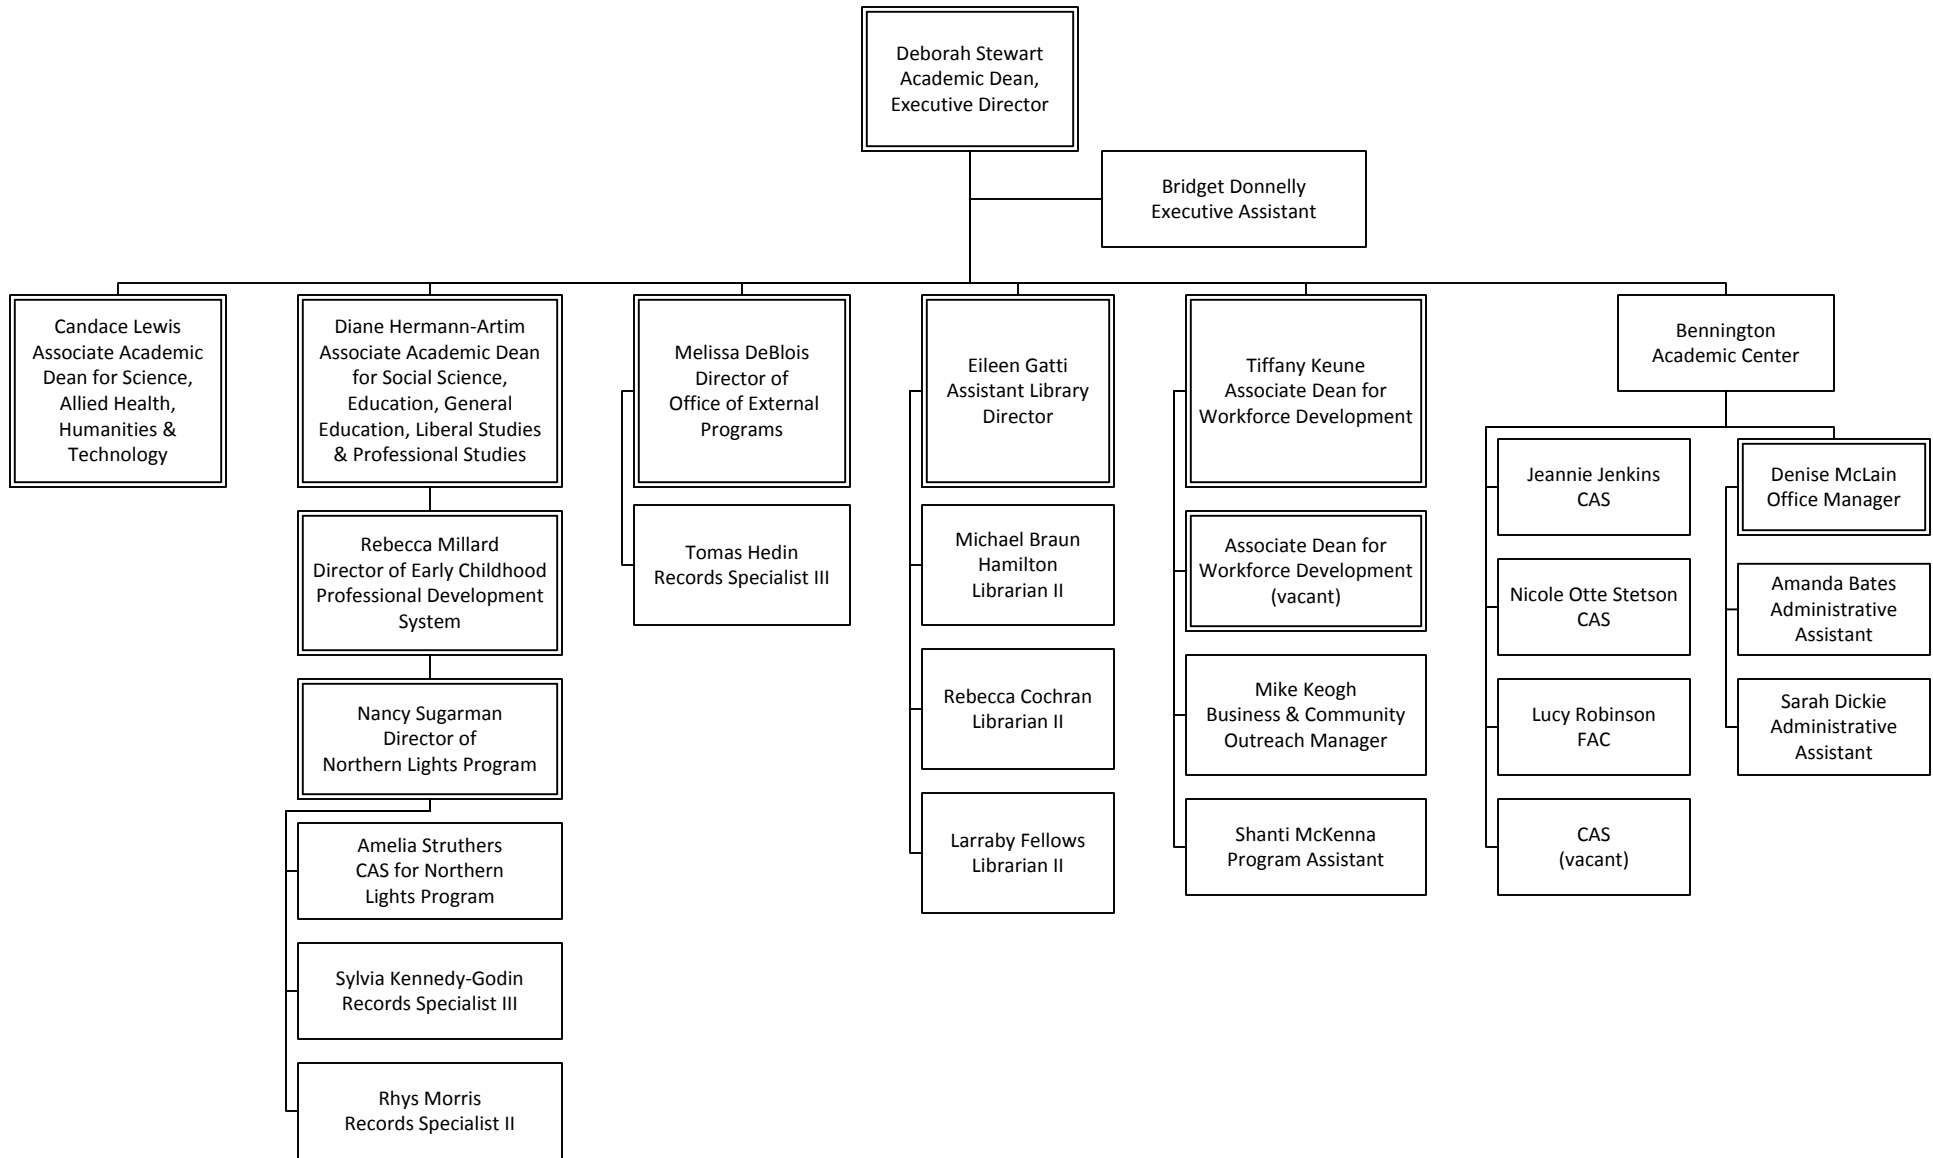 Deborah Stewart
Academic Dean,
Executive Director
Bridget Donnelly
Executive Assistant
Candace Lewis
Associate Academic
Dean for Science,
Allied Health,
Humanities &
Technology
Diane Hermann-Artim
Associate Academic Dean
for Social Science,
Education, General
Education, Liberal Studies
& Professional Studies
Rebecca Millard
Director of Early Childhood
Professional Development
System
Nancy Sugarman
Director of
Northern Lights Program
Amelia Struthers
CAS for Northern
Lights Program
Sylvia Kennedy-Godin
Records Specialist III
Rhys Morris
Records Specialist II
Melissa DeBlois
Director of
Office of External
Programs
Tomas Hedin
Records Specialist III
Eileen Gatti
Assistant Library
Director
Michael Braun
Hamilton
Librarian II
Rebecca Cochran
Librarian II
Larraby Fellows
Librarian II
Tiffany Keune
Associate Dean for
Workforce Development
Associate Dean for
Workforce Development
(vacant)
Mike Keogh
Business & Community
Outreach Manager
Shanti McKenna
Program Assistant
Bennington
Academic Center
Jeannie Jenkins
CAS
Nicole Otte Stetson
CAS
Lucy Robinson
FAC
CAS
(vacant)
Denise McLain
Office Manager
Amanda Bates
Administrative
Assistant
Sarah Dickie
Administrative
Assistant